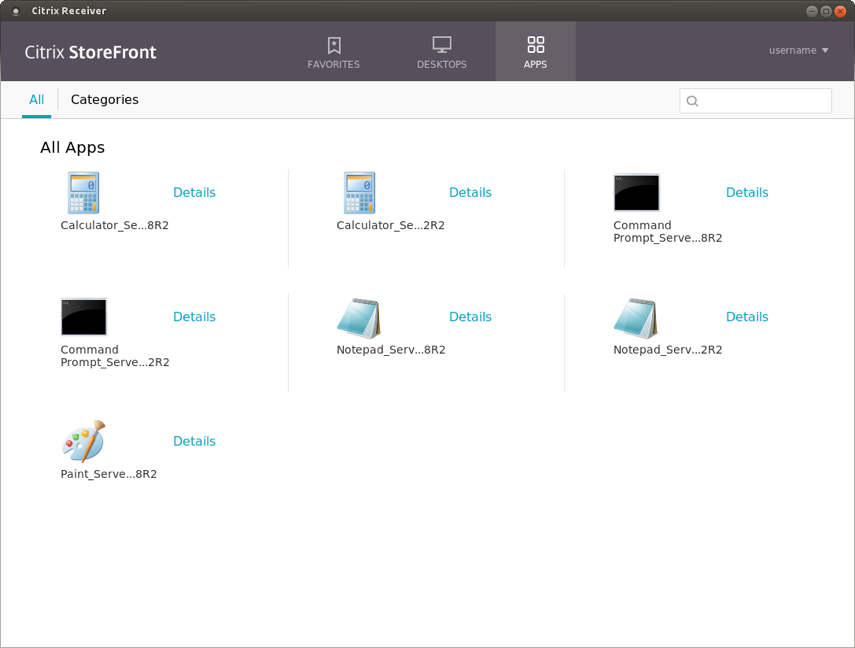 Citrix Receiver
Citrix StoreFront
FAVORITES
DESKTOPS
APPS
username
All
Categories
All Apps
Details
Calculator_Se...8R2
Details
Calculator_Se...2R2
Details
Command
Prompt_Serve...8R2
Details
Command
Prompt_Serve...2R2
Details
Notepad_Serv...8R2
Details
Notepad_Serv...2R2
Details
Paint_Serve...8R2